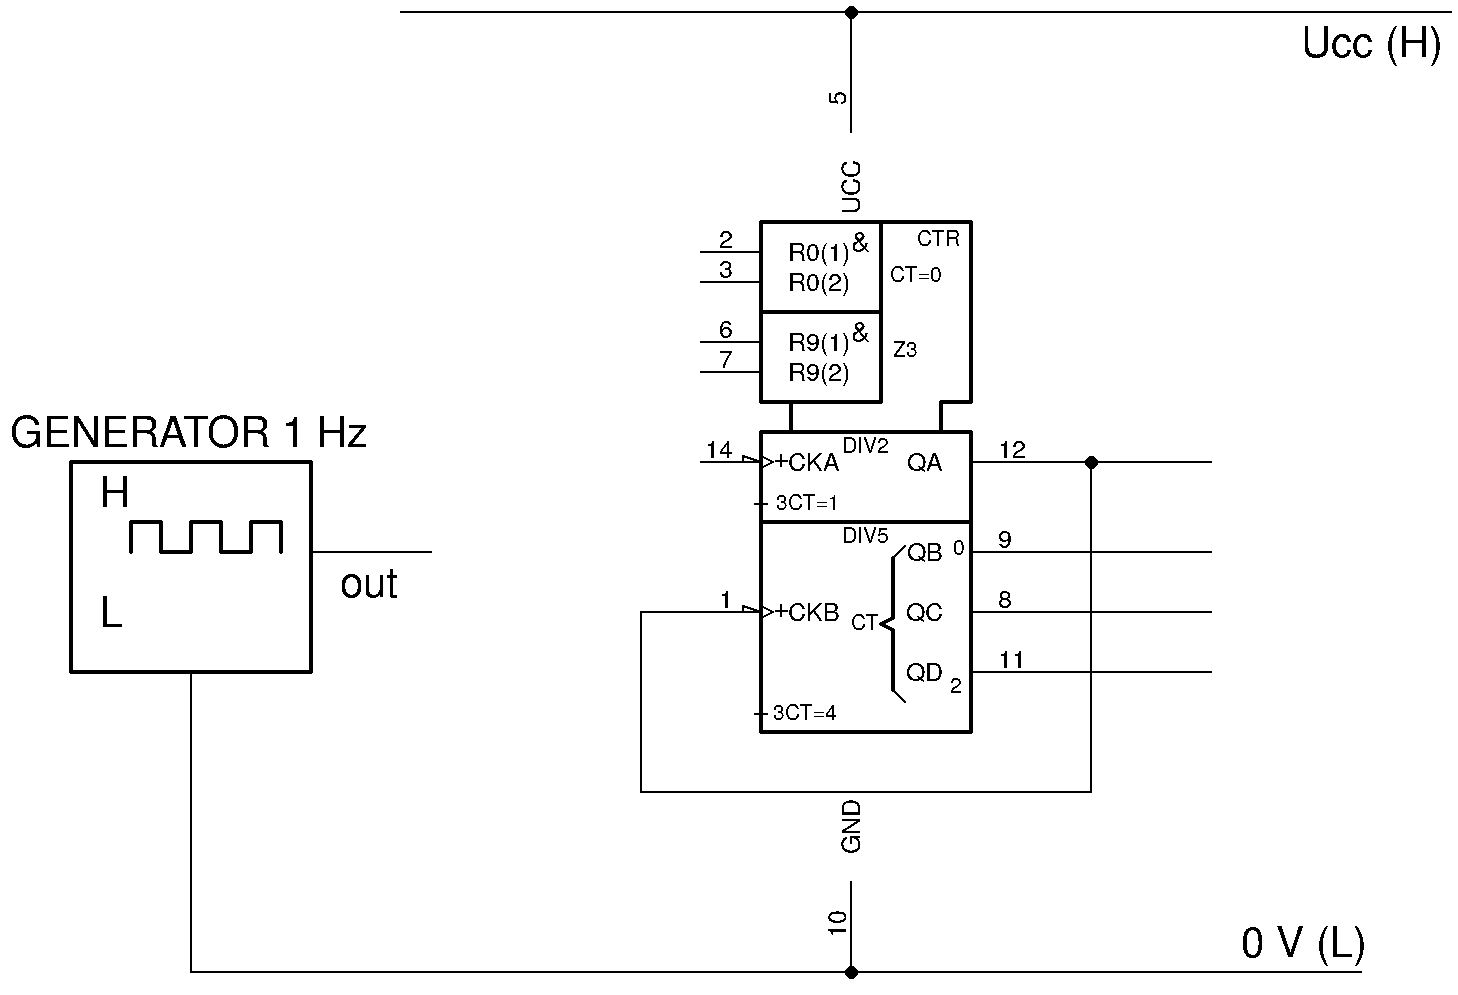 Ucc (H)
5
UCC
2 R0(1) & CTR
3 R0(2) CT=0
6 R9(1) &
7 R9(2) Z3
GENERATOR 1 Hz
H
L
out
DIV2
14 +CKA QA 12
3CT=1
DIV5
QB 0 9
1 +CKB CT QC 8
QD 2 11
3CT=4
GND
10
0 V (L)